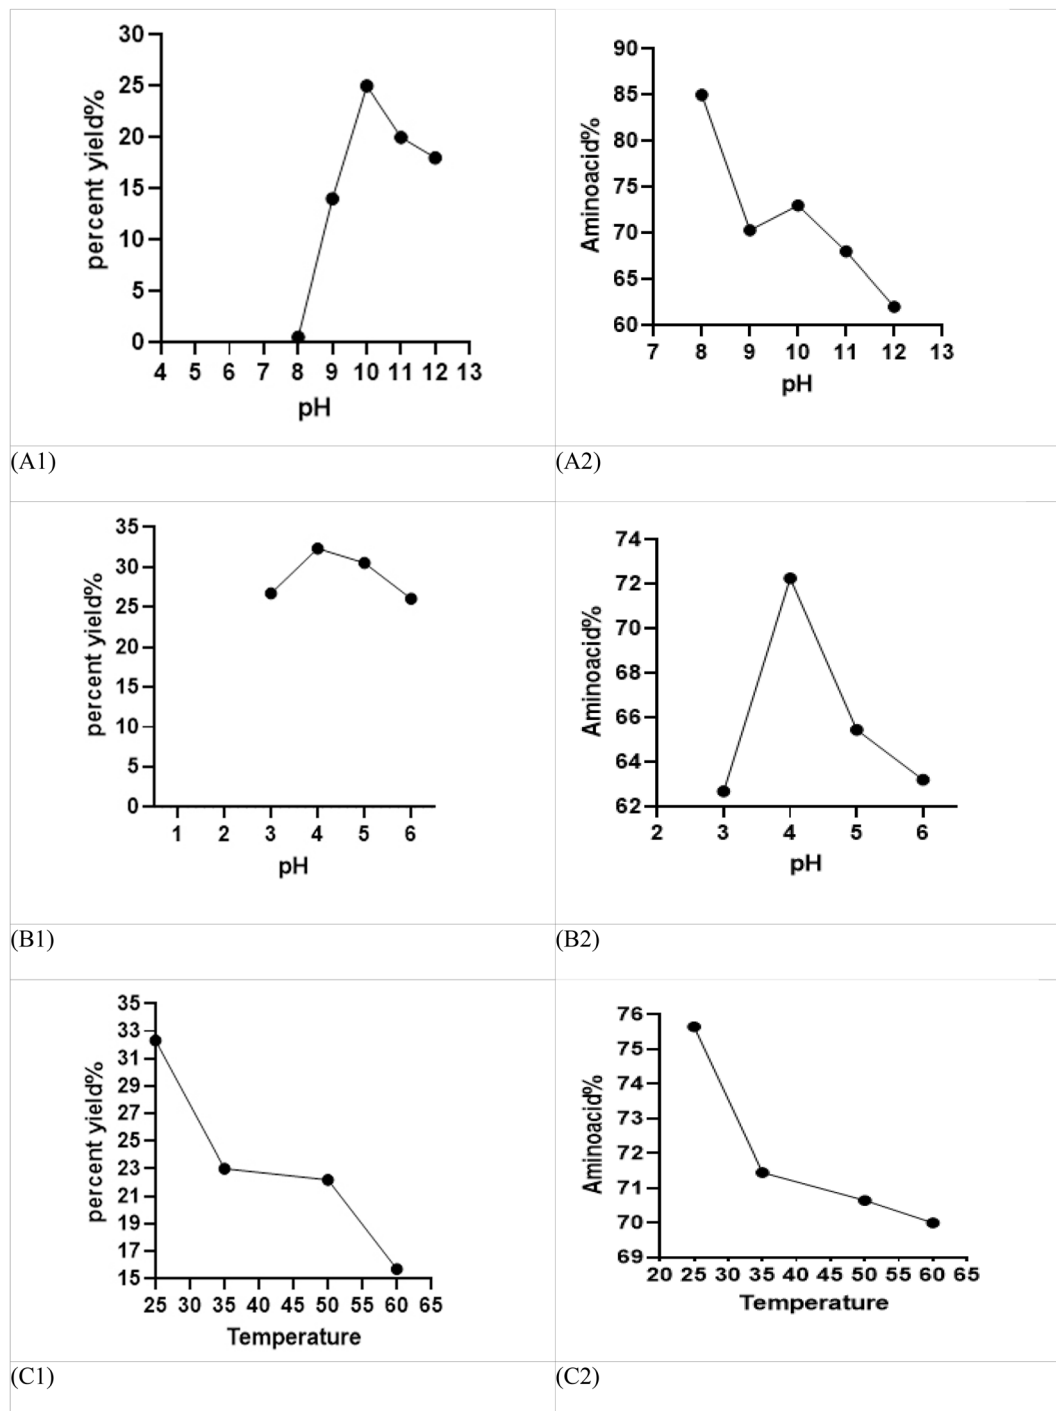 30
25
20
15
10
5
0
percent yield%
4 5 6 7 8 9 10 11 12 13
pH
90
85
80
75
70
65
60
Aminoacid%
7 8 9 10 11 12 13
pH
(A1) (A2)
35
30
25
20
15
10
5
0
percent yield%
1 2 3 4 5 6
pH
74
72
70
68
66
64
62
Aminoacid%
2 3 4 5 6
pH
(B1) (B2)
35
33
31
29
27
25
23
21
19
17
15
percent yield%
25 30 35 40 45 50 55 60 65
Temperature
76
75
74
73
72
71
70
69
Aminoacid%
20 25 30 35 40 45 50 55 60 65
Temperature
(C1) (C2)